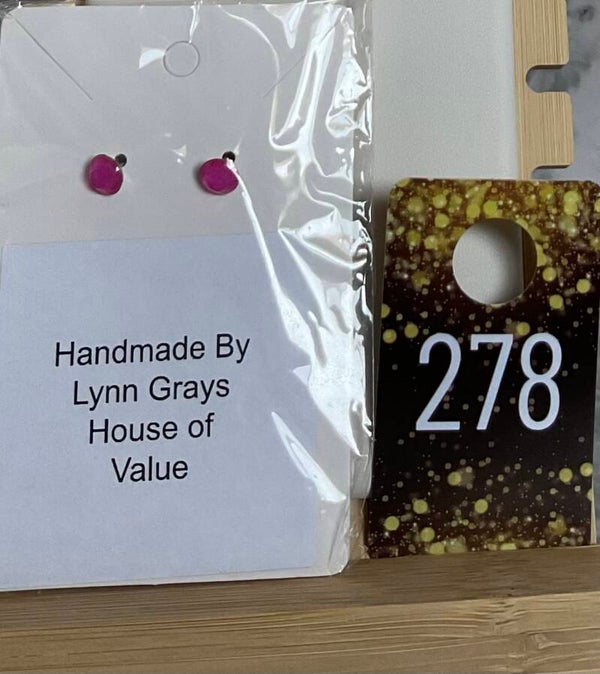 Handmade By
Lynn Grays
House of
Value
278